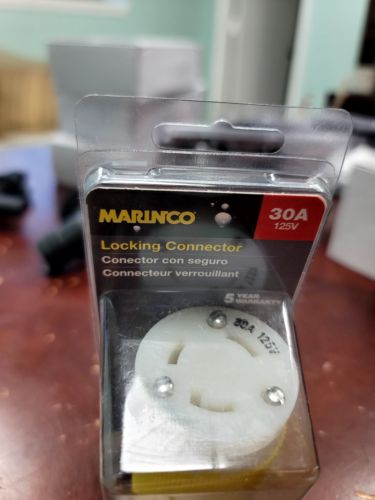 MARINCO
30A
125V
Locking Connector
Conector con seguro
Connecteur verrouillant
5 YEAR
WARRANTY
30A 125V